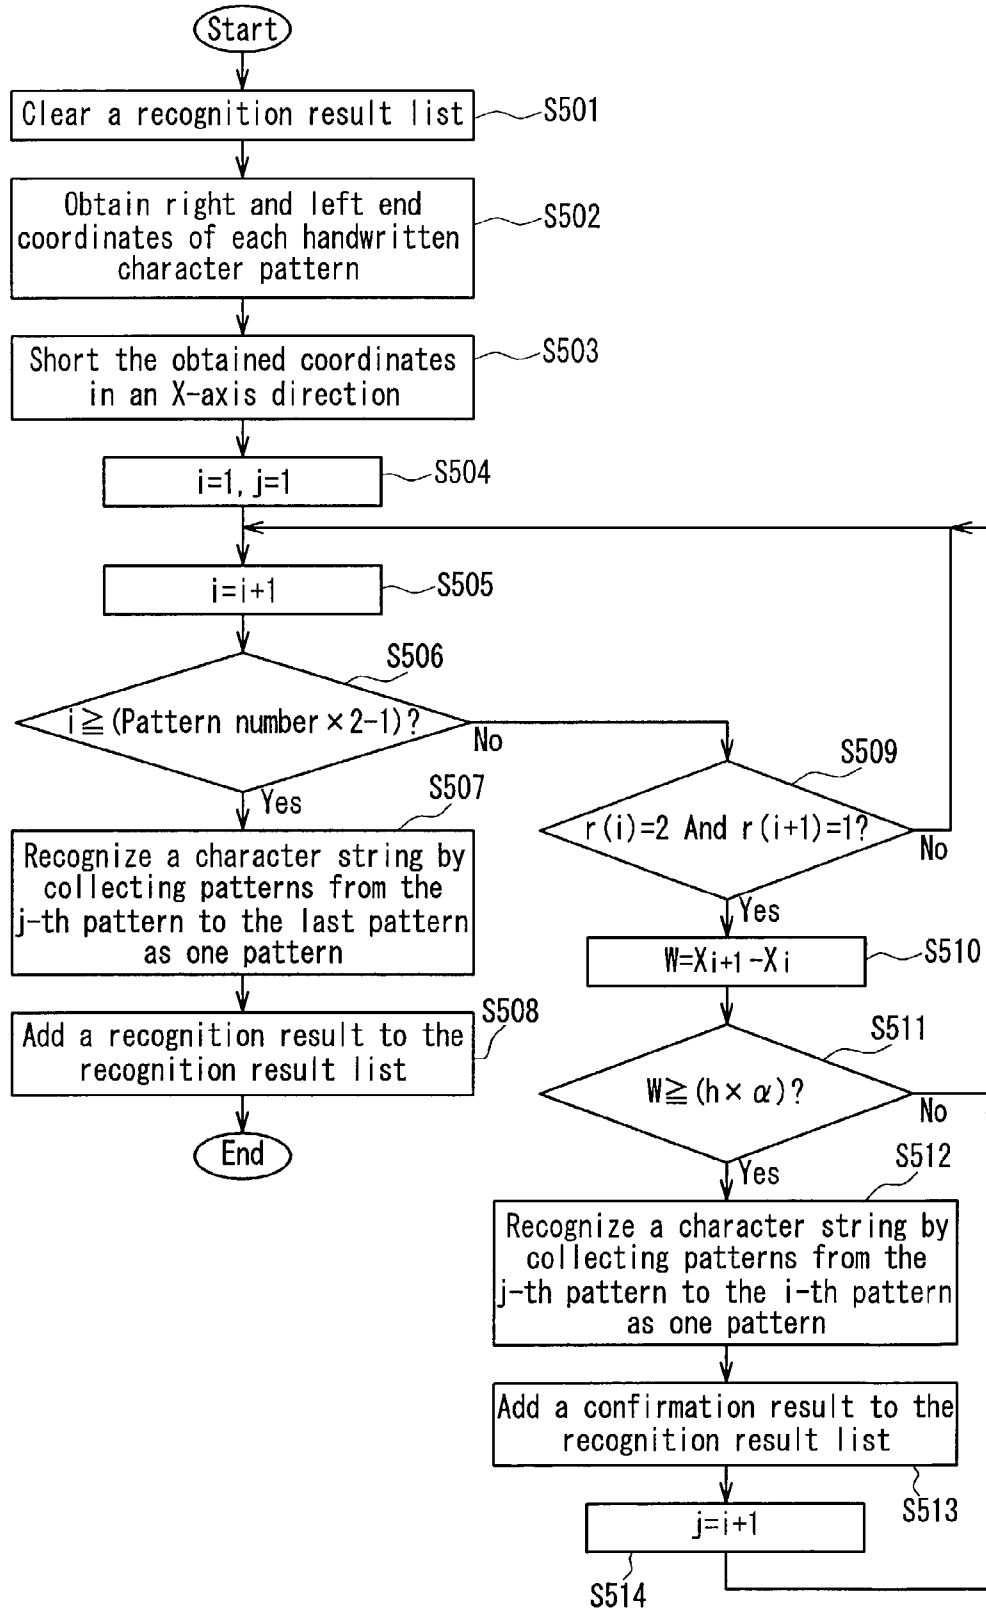 Start
Clear a recognition result list
S501
Obtain right and left end
coordinates of each handwritten
character pattern
S502
Short the obtained coordinates
in an X-axis direction
S503
i=1, j=1
S504
i=i+1
S505
i≧(Pattern number×2-1)?
S506
No
Yes
S507
Recognize a character string by
collecting patterns from the
j-th pattern to the last pattern
as one pattern
Add a recognition result to the
recognition result list
S508
End
r(i)=2 And r(i+1)=1?
S509
No
Yes
W=Xi+1-Xi
S510
W≧(h×α)?
S511
No
Yes
S512
Recognize a character string by
collecting patterns from the
j-th pattern to the i-th pattern
as one pattern
Add a confirmation result to the
recognition result list
S513
j=i+1
S514